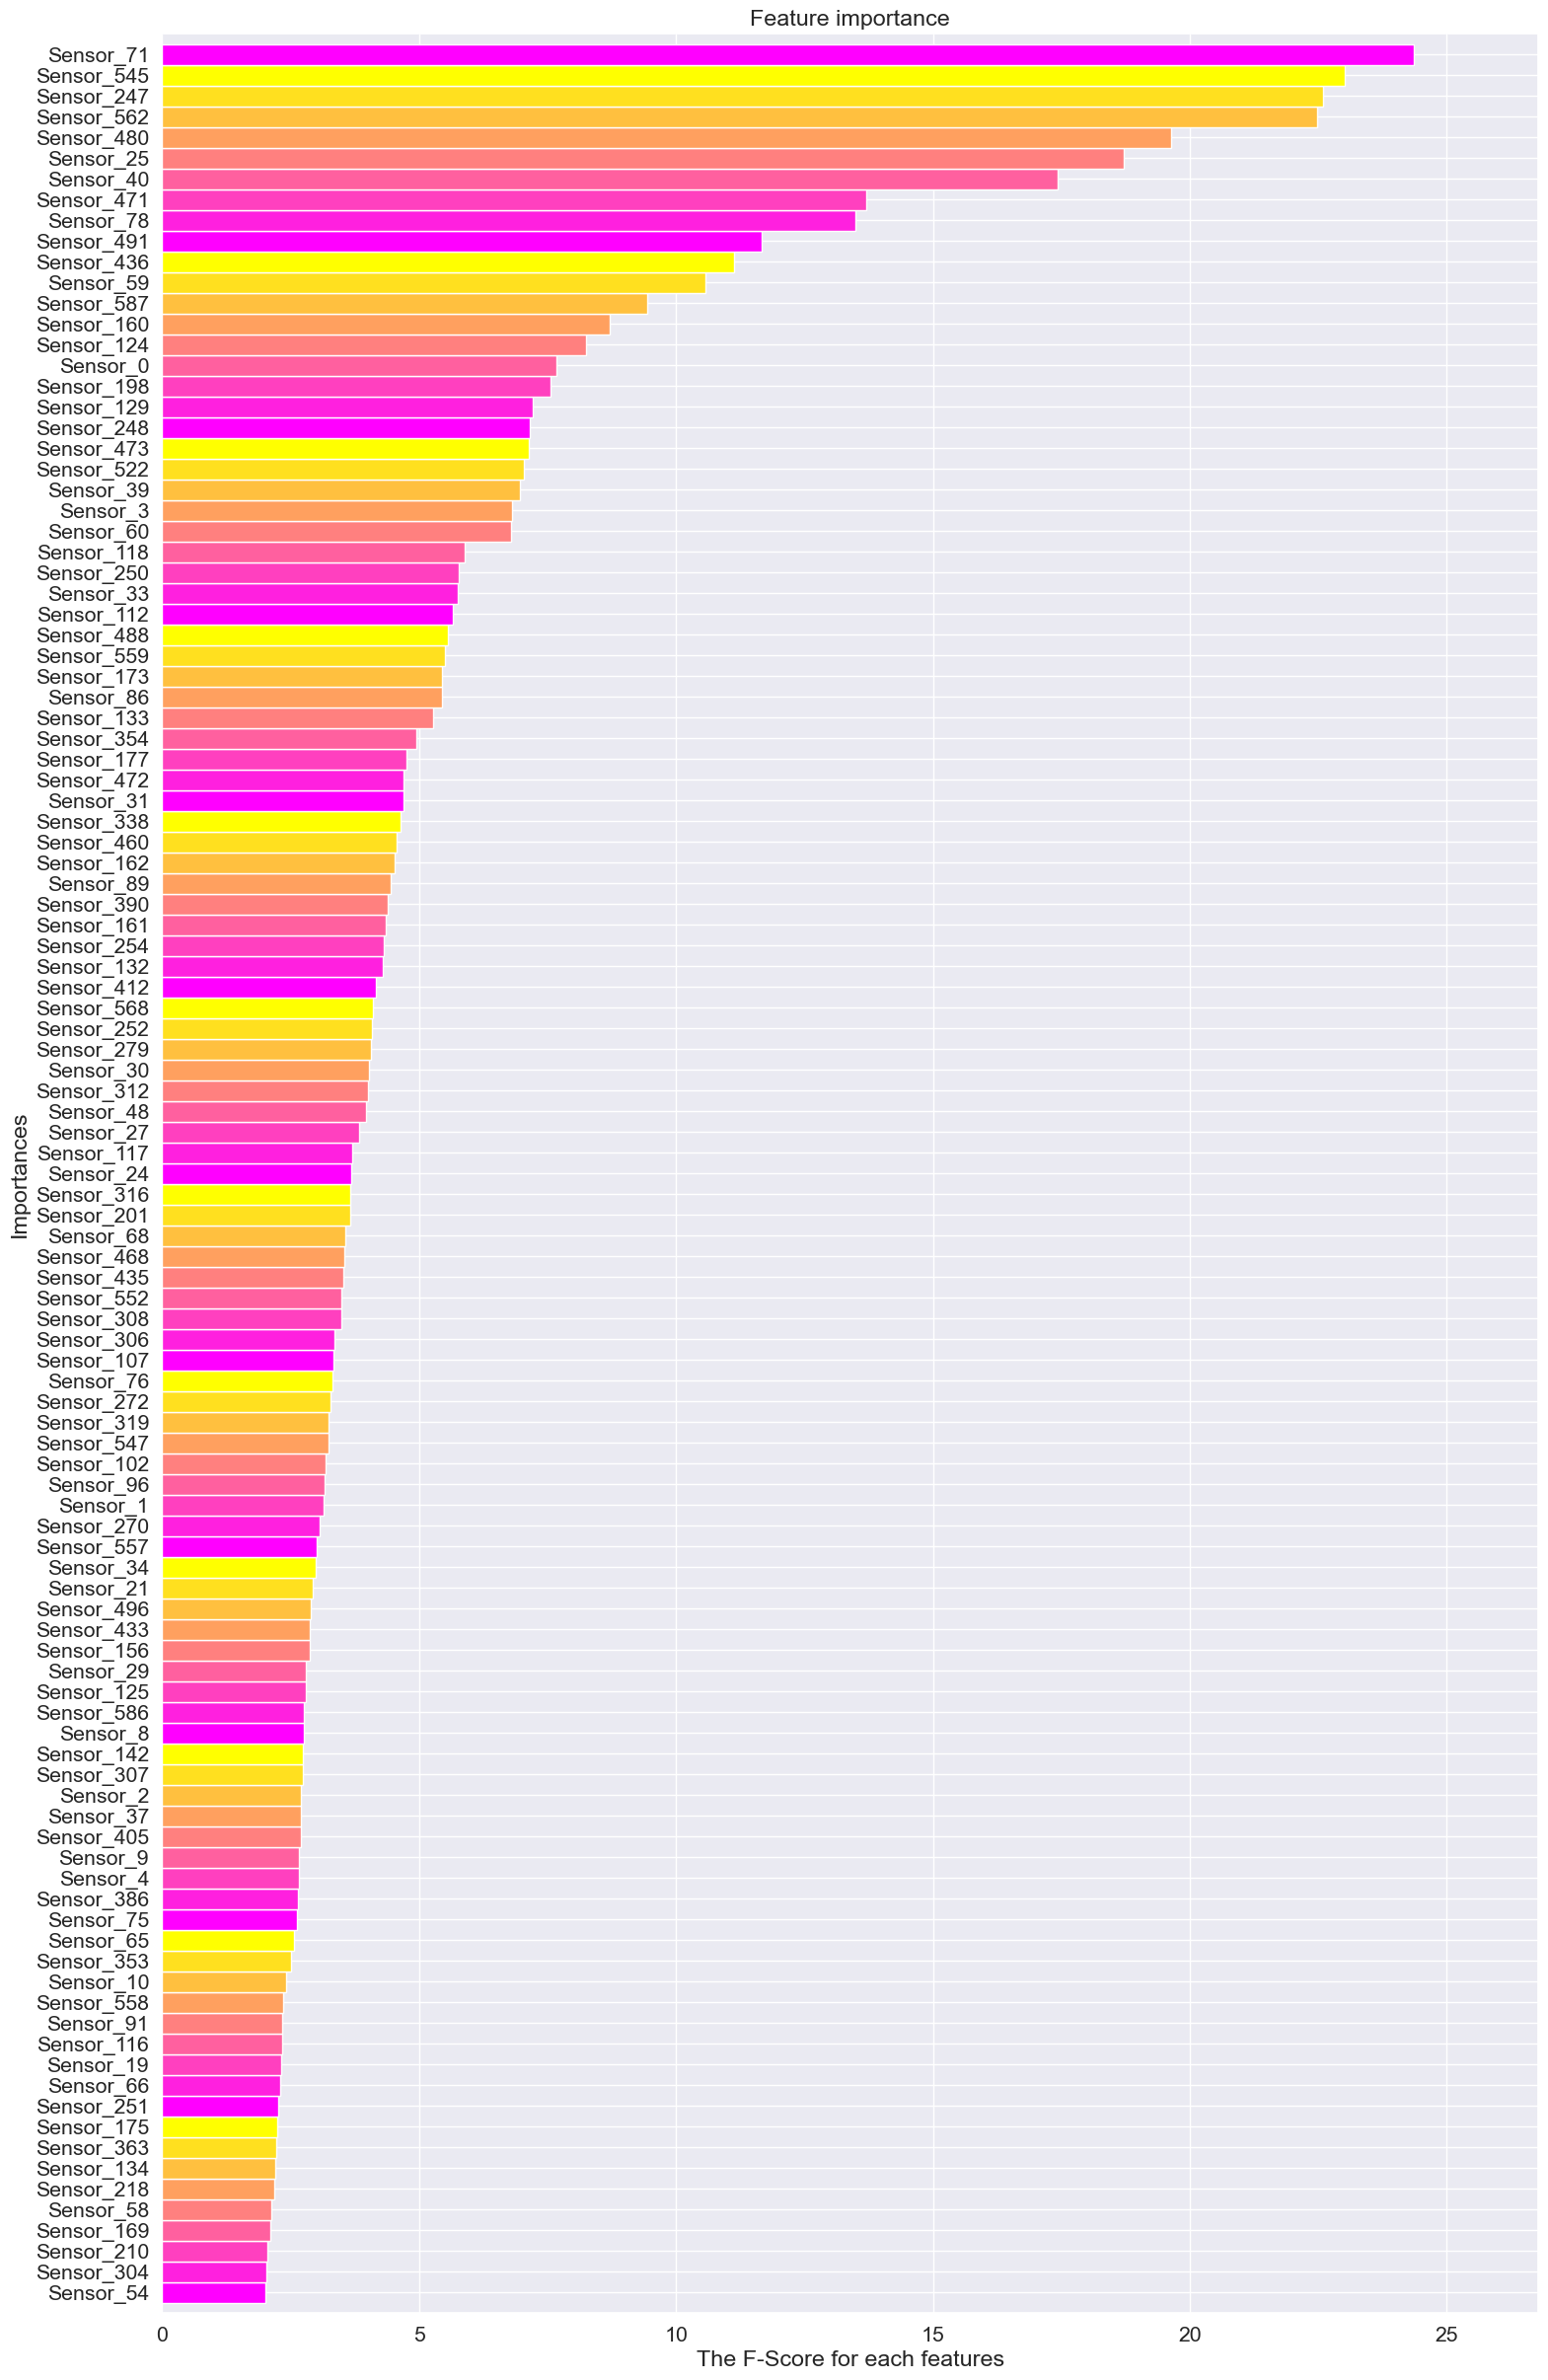 Feature importance
Sensor_71
Sensor_545
Sensor_247
Sensor_562
Sensor_480
Sensor_25
Sensor_40
Sensor_471
Sensor_78
Sensor_491
Sensor_436
Sensor_59
Sensor_587
Sensor_160
Sensor_124
Sensor_0
Sensor_198
Sensor_129
Sensor_248
Sensor_473
Sensor_522
Sensor_39
Sensor_3
Sensor_60
Sensor_118
Sensor_250
Sensor_33
Sensor_112
Sensor_488
Sensor_559
Sensor_173
Sensor_86
Sensor_133
Sensor_354
Sensor_177
Sensor_472
Sensor_31
Sensor_338
Sensor_460
Sensor_162
Sensor_89
Sensor_390
Sensor_161
Sensor_254
Sensor_132
Sensor_412
Sensor_568
Sensor_252
Sensor_279
Sensor_30
Sensor_312
Sensor_48
Sensor_27
Sensor_117
Sensor_24
Sensor_316
Sensor_201
Sensor_68
Sensor_468
Sensor_435
Sensor_552
Sensor_308
Sensor_306
Sensor_107
Sensor_76
Sensor_272
Sensor_319
Sensor_547
Sensor_102
Sensor_96
Sensor_1
Sensor_270
Sensor_557
Sensor_34
Sensor_21
Sensor_496
Sensor_433
Sensor_156
Sensor_29
Sensor_125
Sensor_586
Sensor_8
Sensor_142
Sensor_307
Sensor_2
Sensor_37
Sensor_405
Sensor_9
Sensor_4
Sensor_386
Sensor_75
Sensor_65
Sensor_353
Sensor_10
Sensor_558
Sensor_91
Sensor_116
Sensor_19
Sensor_66
Sensor_251
Sensor_175
Sensor_363
Sensor_134
Sensor_218
Sensor_58
Sensor_169
Sensor_210
Sensor_304
Sensor_54
Importances
0 5 10 15 20 25
The F-Score for each features